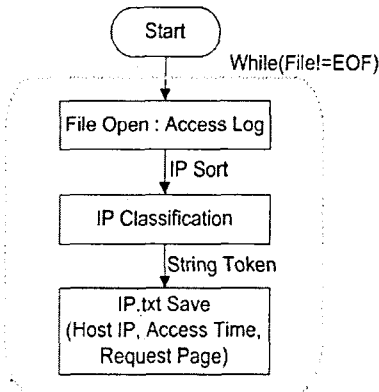 Start
While(File!=EOF)
File Open : Access Log
IP Sort
IP Classification
String Token
IP.txt Save
(Host IP, Access Time,
Request Page)